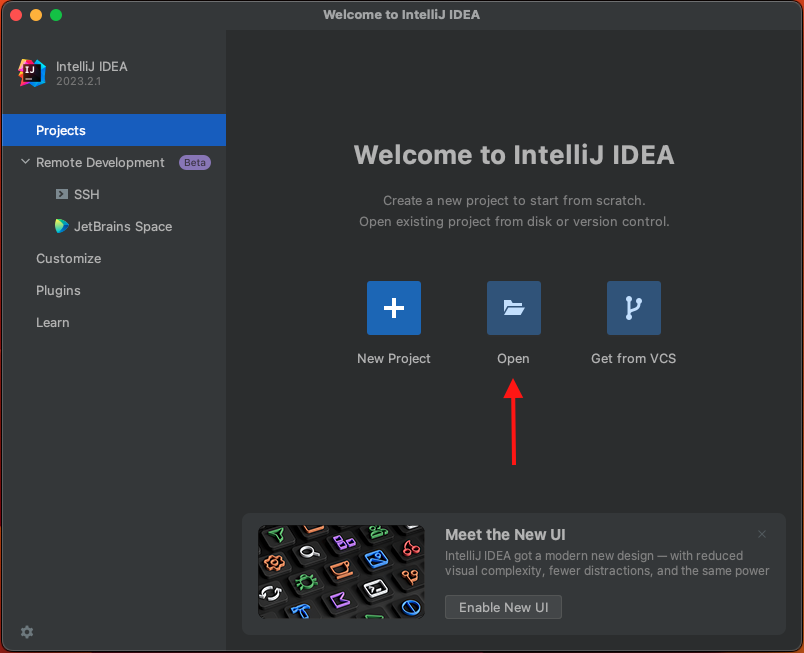 Welcome to IntelliJ IDEA
IJ
IntelliJ IDEA
2023.2.1
Projects
Remote Development Beta
SSH
JetBrains Space
Customize
Plugins
Learn
Welcome to IntelliJ IDEA
Create a new project to start from scratch.
Open existing project from disk or version control.
New Project Open Get from VCS
Meet the New UI
IntelliJ IDEA got a modern new design — with reduced
visual complexity, fewer distractions, and the same power
Enable New UI